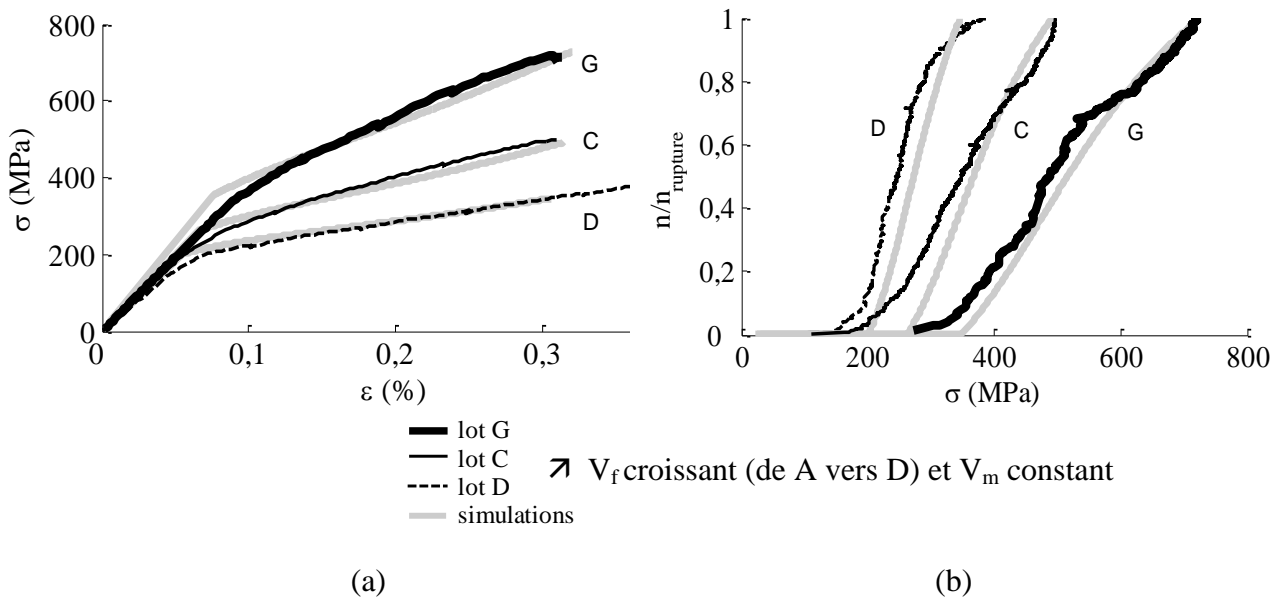 800
600
400
200
0
σ (MPa)
0
0,1
0,2
0,3
ε (%)
G
C
D
1
0,8
0,6
0,4
0,2
0
n/n_rupture
0
200
400
600
800
σ (MPa)
D
C
G
lot G
lot C
lot D
simulations
↗ V_f croissant (de A vers D) et V_m constant
(a)
(b)